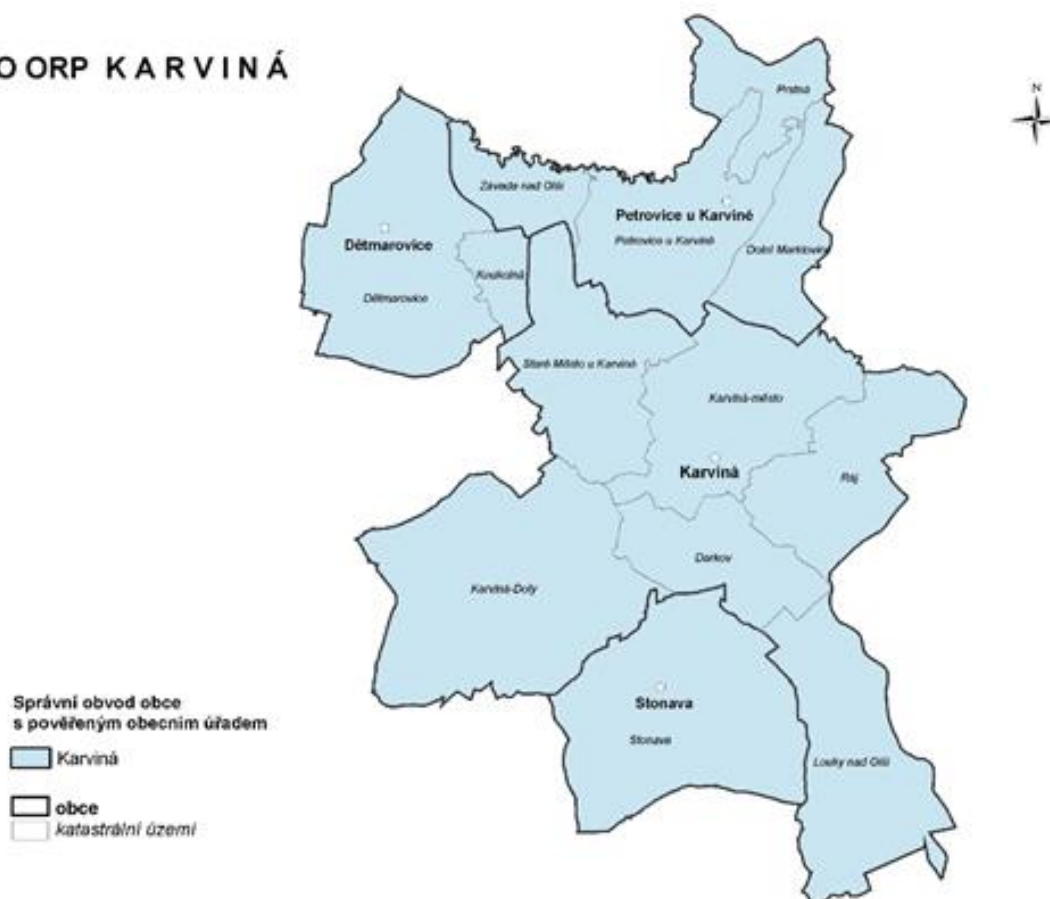 O ORP KARVINÁ
N
Prstná
Závada nad Olší
Petrovice u Karviné
Petrovice u Karviné
Dětmarovice
Dolní Marklovice
Koukolná
Dětmarovice
Staré Město u Karviné
Karviná-město
Karviná
Ráj
Darkov
Karviná-Doly
Stonava
Stonava
Louky nad Olší
Správní obvod obce
s pověřeným obecním úřadem
Karviná
obce
katastrální území